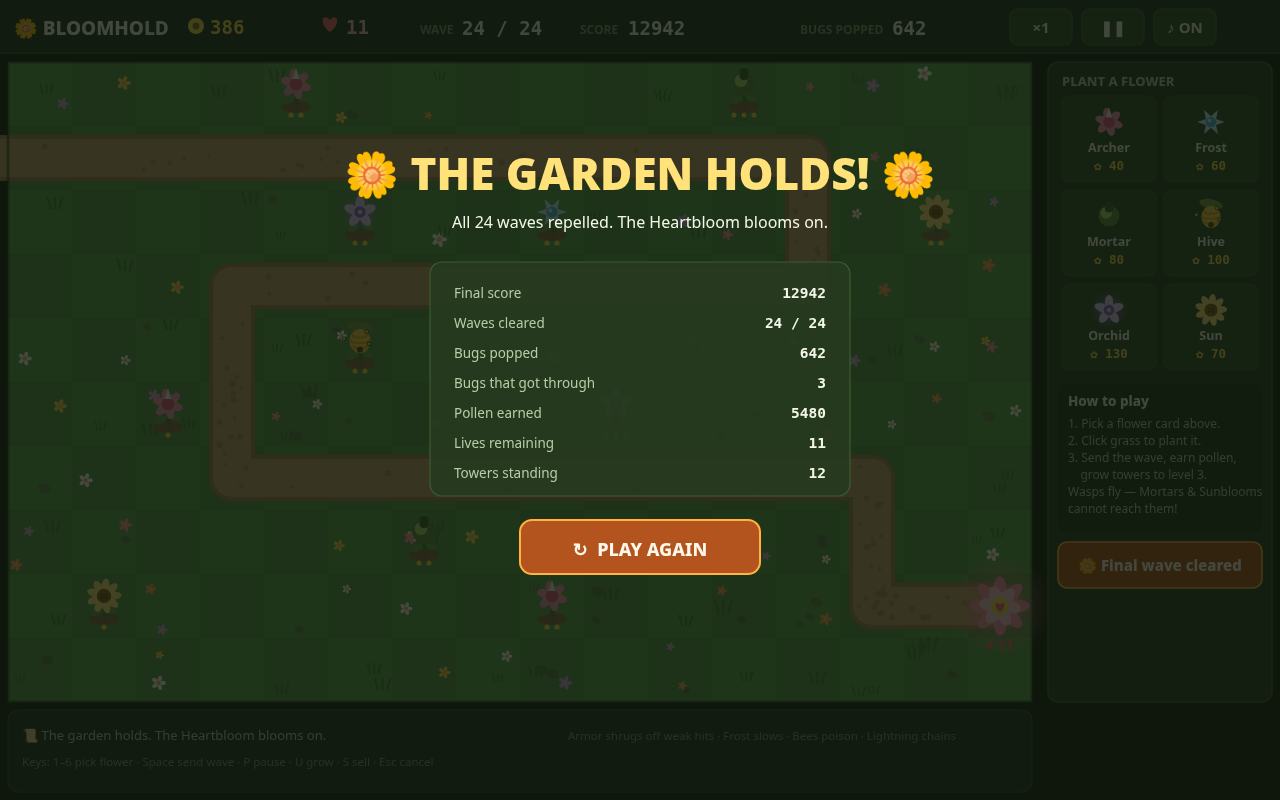 🌼 BLOOMHOLD 386 11 WAVE 24 / 24 SCORE 12942 BUGS POPPED 642 ×1 ❚❚ ♪ ON
🌼 THE GARDEN HOLDS! 🌼
All 24 waves repelled. The Heartbloom blooms on.
Final score 12942
Waves cleared 24 / 24
Bugs popped 642
Bugs that got through 3
Pollen earned 5480
Lives remaining 11
Towers standing 12
↻ PLAY AGAIN
PLANT A FLOWER
Archer Frost
✿ 40 ✿ 60
Mortar Hive
✿ 80 ✿ 100
Orchid Sun
✿ 130 ✿ 70
How to play
1. Pick a flower card above.
2. Click grass to plant it.
3. Send the wave, earn pollen,
grow towers to level 3.
Wasps fly — Mortars & Sunblooms
cannot reach them!
🌼 Final wave cleared
📜 The garden holds. The Heartbloom blooms on.
Armor shrugs off weak hits · Frost slows · Bees poison · Lightning chains
Keys: 1–6 pick flower · Space send wave · P pause · U grow · S sell · Esc cancel